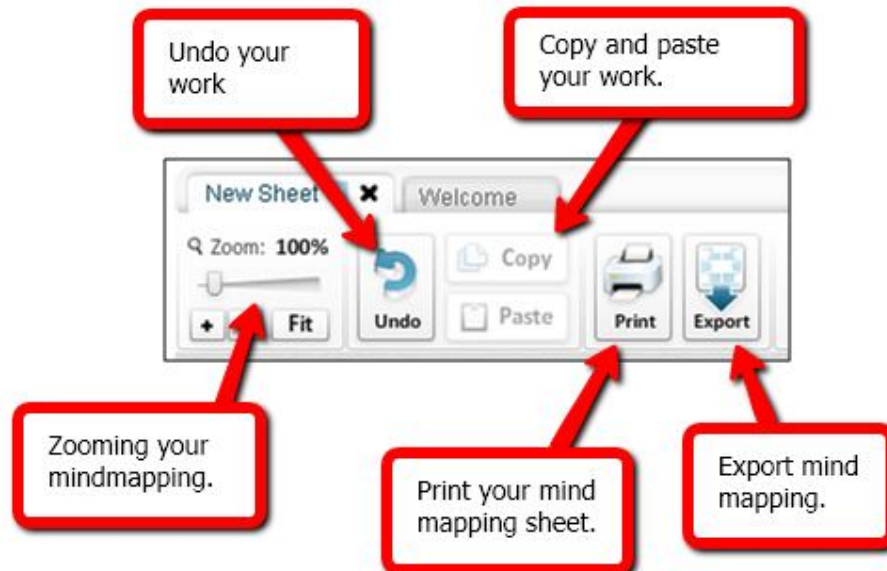 Undo your
work
Copy and paste
your work.
New Sheet
Welcome
Zoom: 100%
Copy
+ Fit
Undo
Paste
Print
Export
Zooming your
mindmapping.
Print your mind
mapping sheet.
Export mind
mapping.